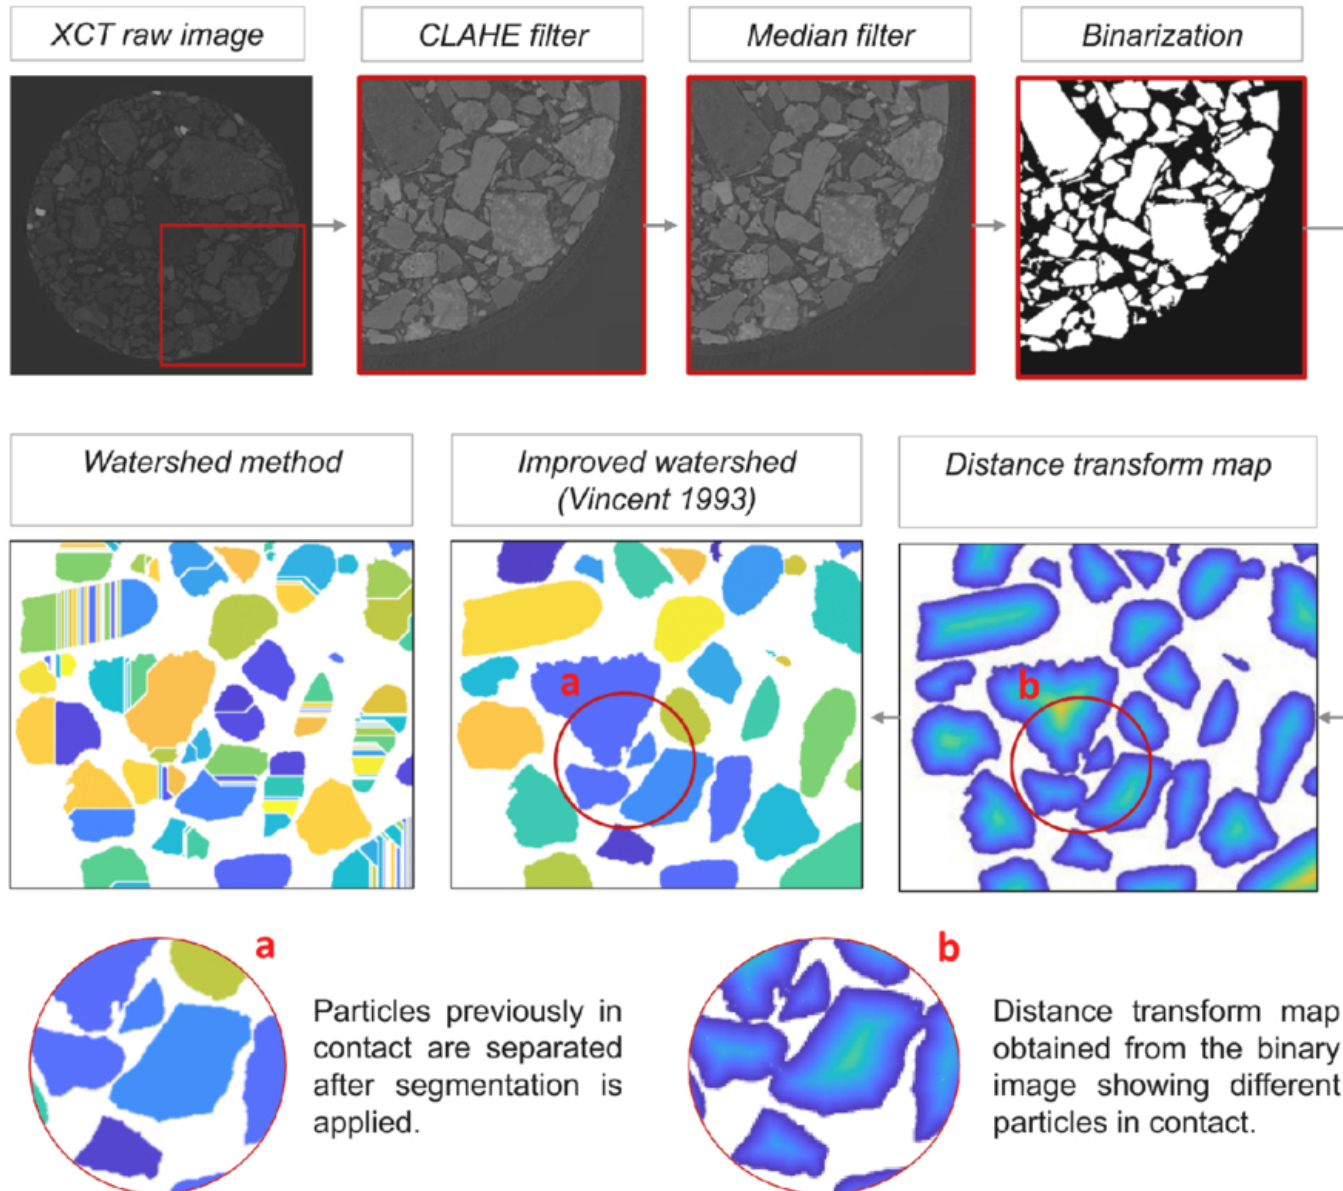 XCT raw image
CLAHE filter
Median filter
Binarization
Watershed method
Improved watershed
(Vincent 1993)
Distance transform map
a
b
a
Particles previously in
contact are separated
after segmentation is
applied.
b
Distance transform map
obtained from the binary
image showing different
particles in contact.